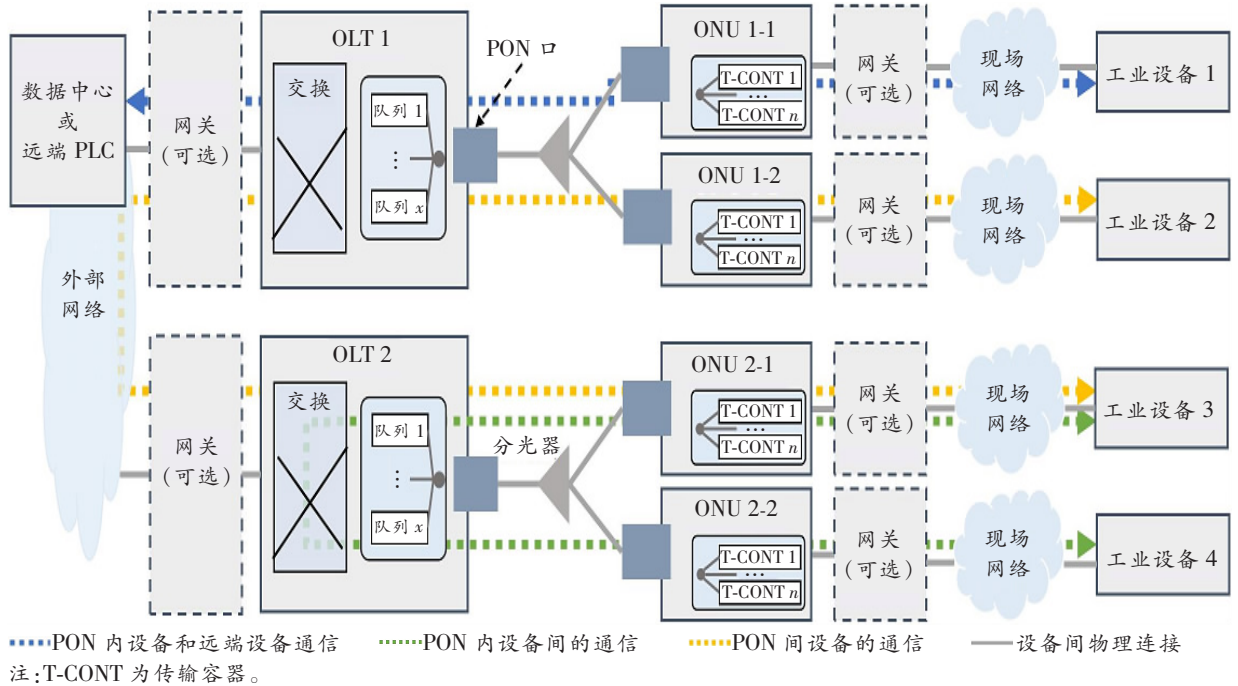 数据中心
或
远端 PLC
网关
(可选)
OLT 1
交换
队列 1
⋮
队列 x
PON 口
ONU 1-1
T-CONT 1
...
T-CONT n
网关
(可选)
现场
网络
工业设备 1
ONU 1-2
T-CONT 1
...
T-CONT n
网关
(可选)
现场
网络
工业设备 2
外部
网络
网关
(可选)
OLT 2
交换
队列 1
⋮
队列 x
分光器
ONU 2-1
T-CONT 1
...
T-CONT n
网关
(可选)
现场
网络
工业设备 3
ONU 2-2
T-CONT 1
...
T-CONT n
网关
(可选)
现场
网络
工业设备 4
PON 内设备和远端设备通信 PON 内设备间的通信 PON 间设备的通信 设备间物理连接
注:T-CONT 为传输容器。